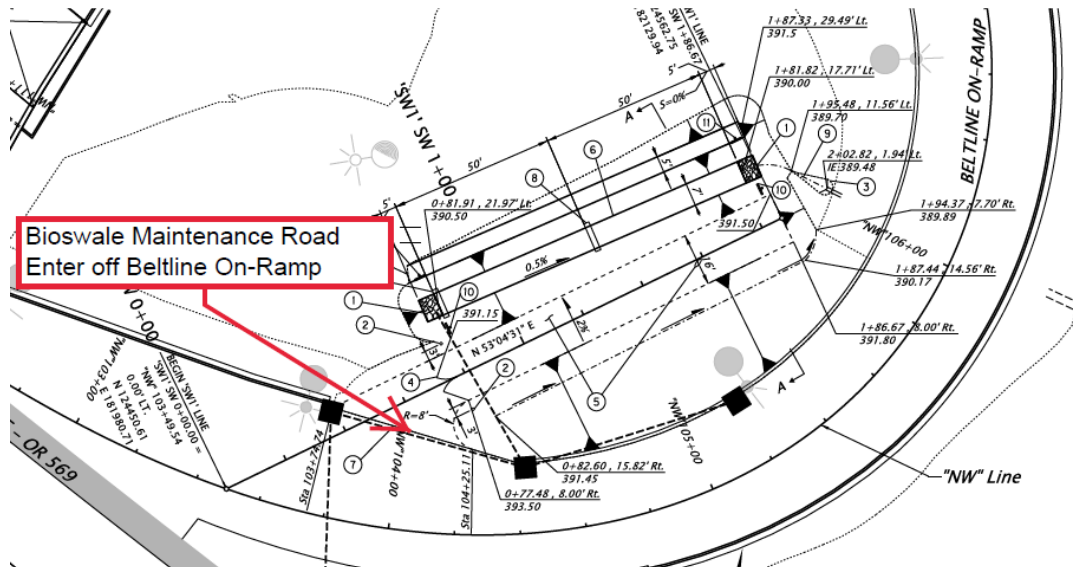 1+87.33 , 29.49' Lt.
391.5
1+81.82 , 17.71' Lt.
390.00
1+95.48 , 11.56' Lt.
389.70
2+02.82 , 1.94' Lt.
IE 389.48
1+94.37 , 7.70' Rt.
389.89
1+87.44 , 14.56' Rt.
390.17
1+86.67 , 8.00' Rt.
391.80
SW1' LINE
SW 1+86.67
24562.75
82129.94
5'
50'
S=0%
A
11
1
9
3
10
6
8
5'
7'
50'
5'
'SW1' SW 1+00
0+81.91 , 21.97' Lt.
390.50
Bioswale Maintenance Road
Enter off Beltline On-Ramp
0.5%
391.50
"NW"106+00
BELTLINE ON-RAMP
1
10
391.15
2
3'
N 53°04'31" E
2%
16'
4
2
5
A
R=8'
3'
7
W 0+00
"NW"103+00
BEGIN 'SW1' LINE
'SW1' SW 0+00.00 =
"NW" 103+49.54
0.00' LT.
N 124450.61
E 181980.71
Sta 103+74.74
"NW"104+00
Sta 104+25.11
"NW"105+00
0+82.60 , 15.82' Rt.
391.45
0+77.48 , 8.00' Rt.
393.50
"NW" Line
- OR 569